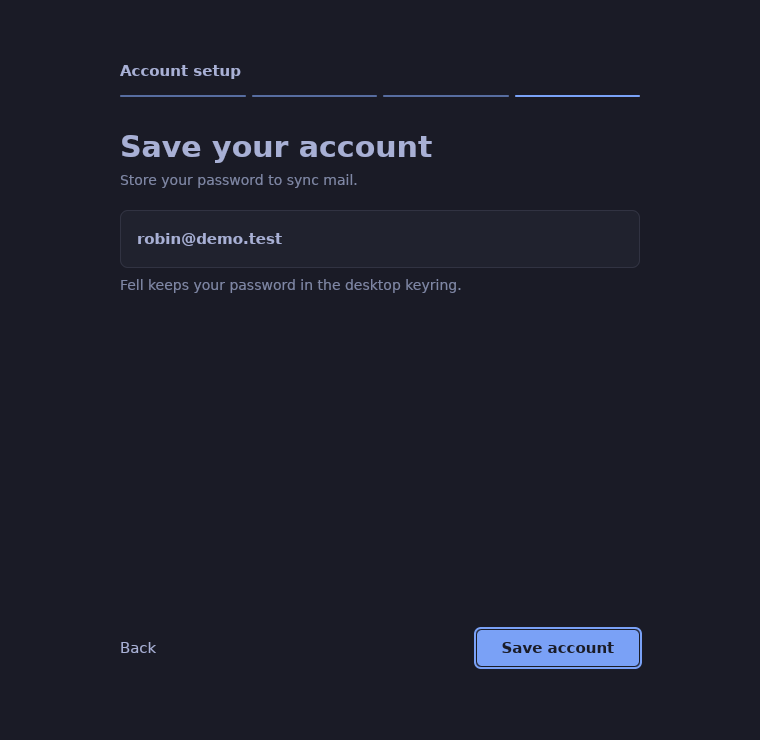 Account setup
Save your account
Store your password to sync mail.
robin@demo.test
Fell keeps your password in the desktop keyring.
Back
Save account